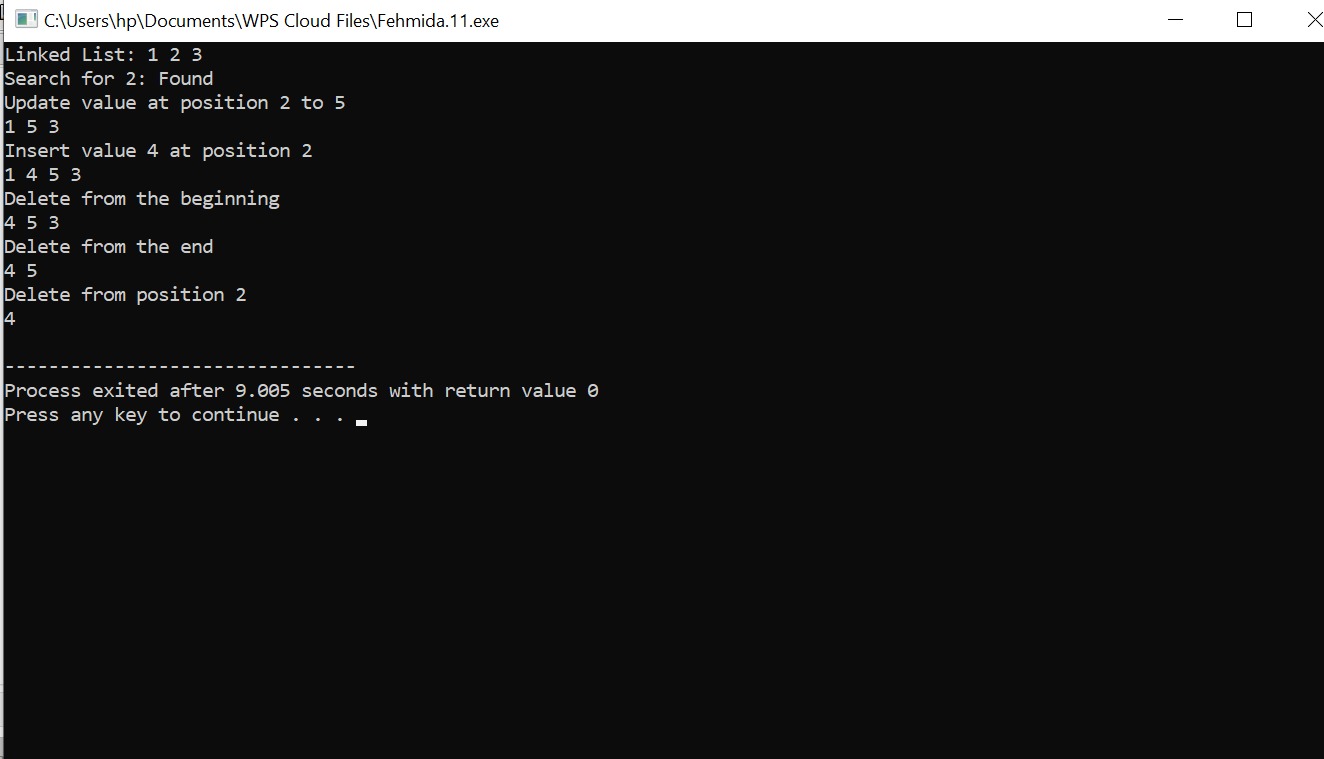 C:\Users\hp\Documents\WPS Cloud Files\Fehmida.11.exe
Linked List: 1 2 3
Search for 2: Found
Update value at position 2 to 5
1 5 3
Insert value 4 at position 2
1 4 5 3
Delete from the beginning
4 5 3
Delete from the end
4 5
Delete from position 2
4
--------------------------------
Process exited after 9.005 seconds with return value 0
Press any key to continue . . .